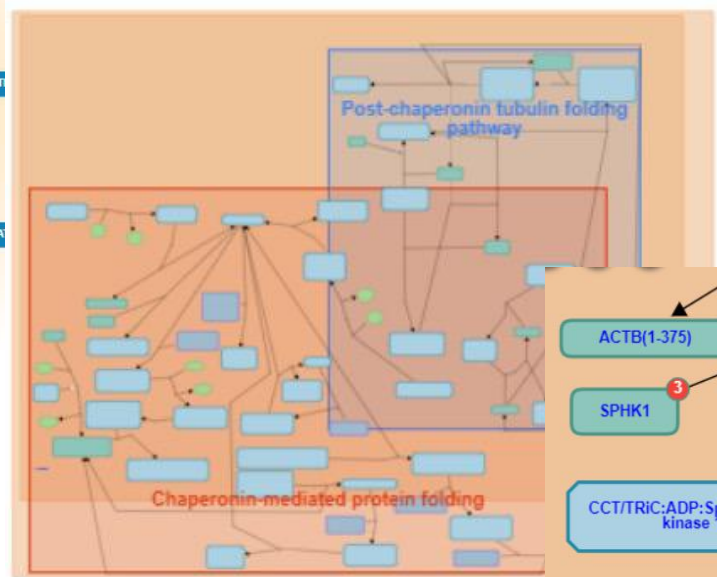 Post-chaperonin tubulin folding
pathway
ACTB(1-375)
3
SPHK1
CCT/TRiC:ADP:Sp
kinase
Chaperonin-mediated protein folding